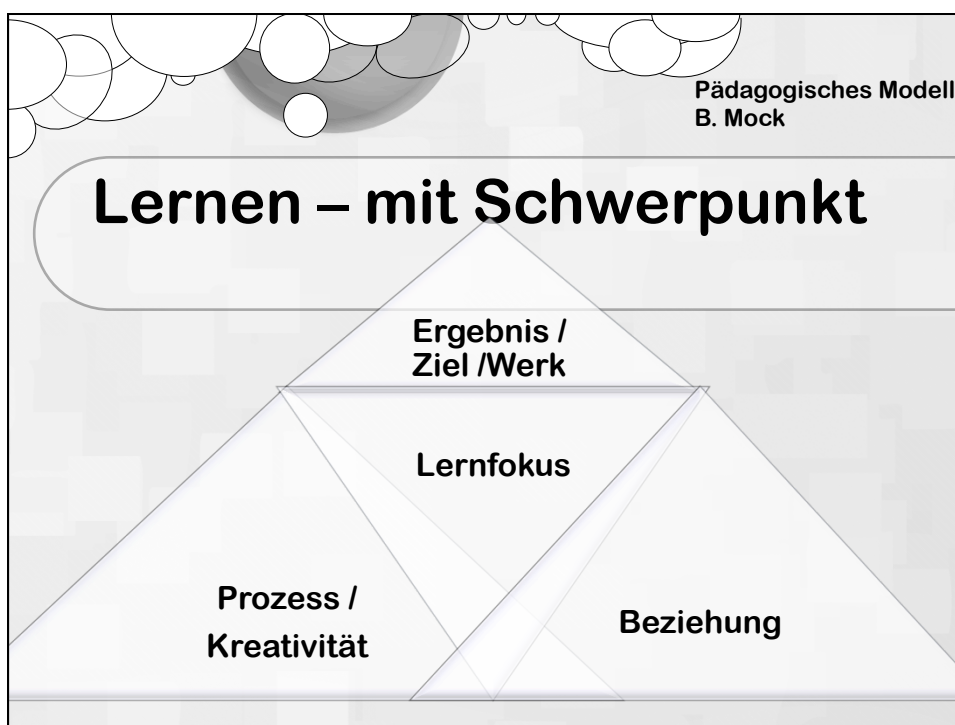 Pädagogisches Modell
B. Mock
Lernen – mit Schwerpunkt
Ergebnis /
Ziel /Werk
Lernfokus
Prozess /
Kreativität
Beziehung